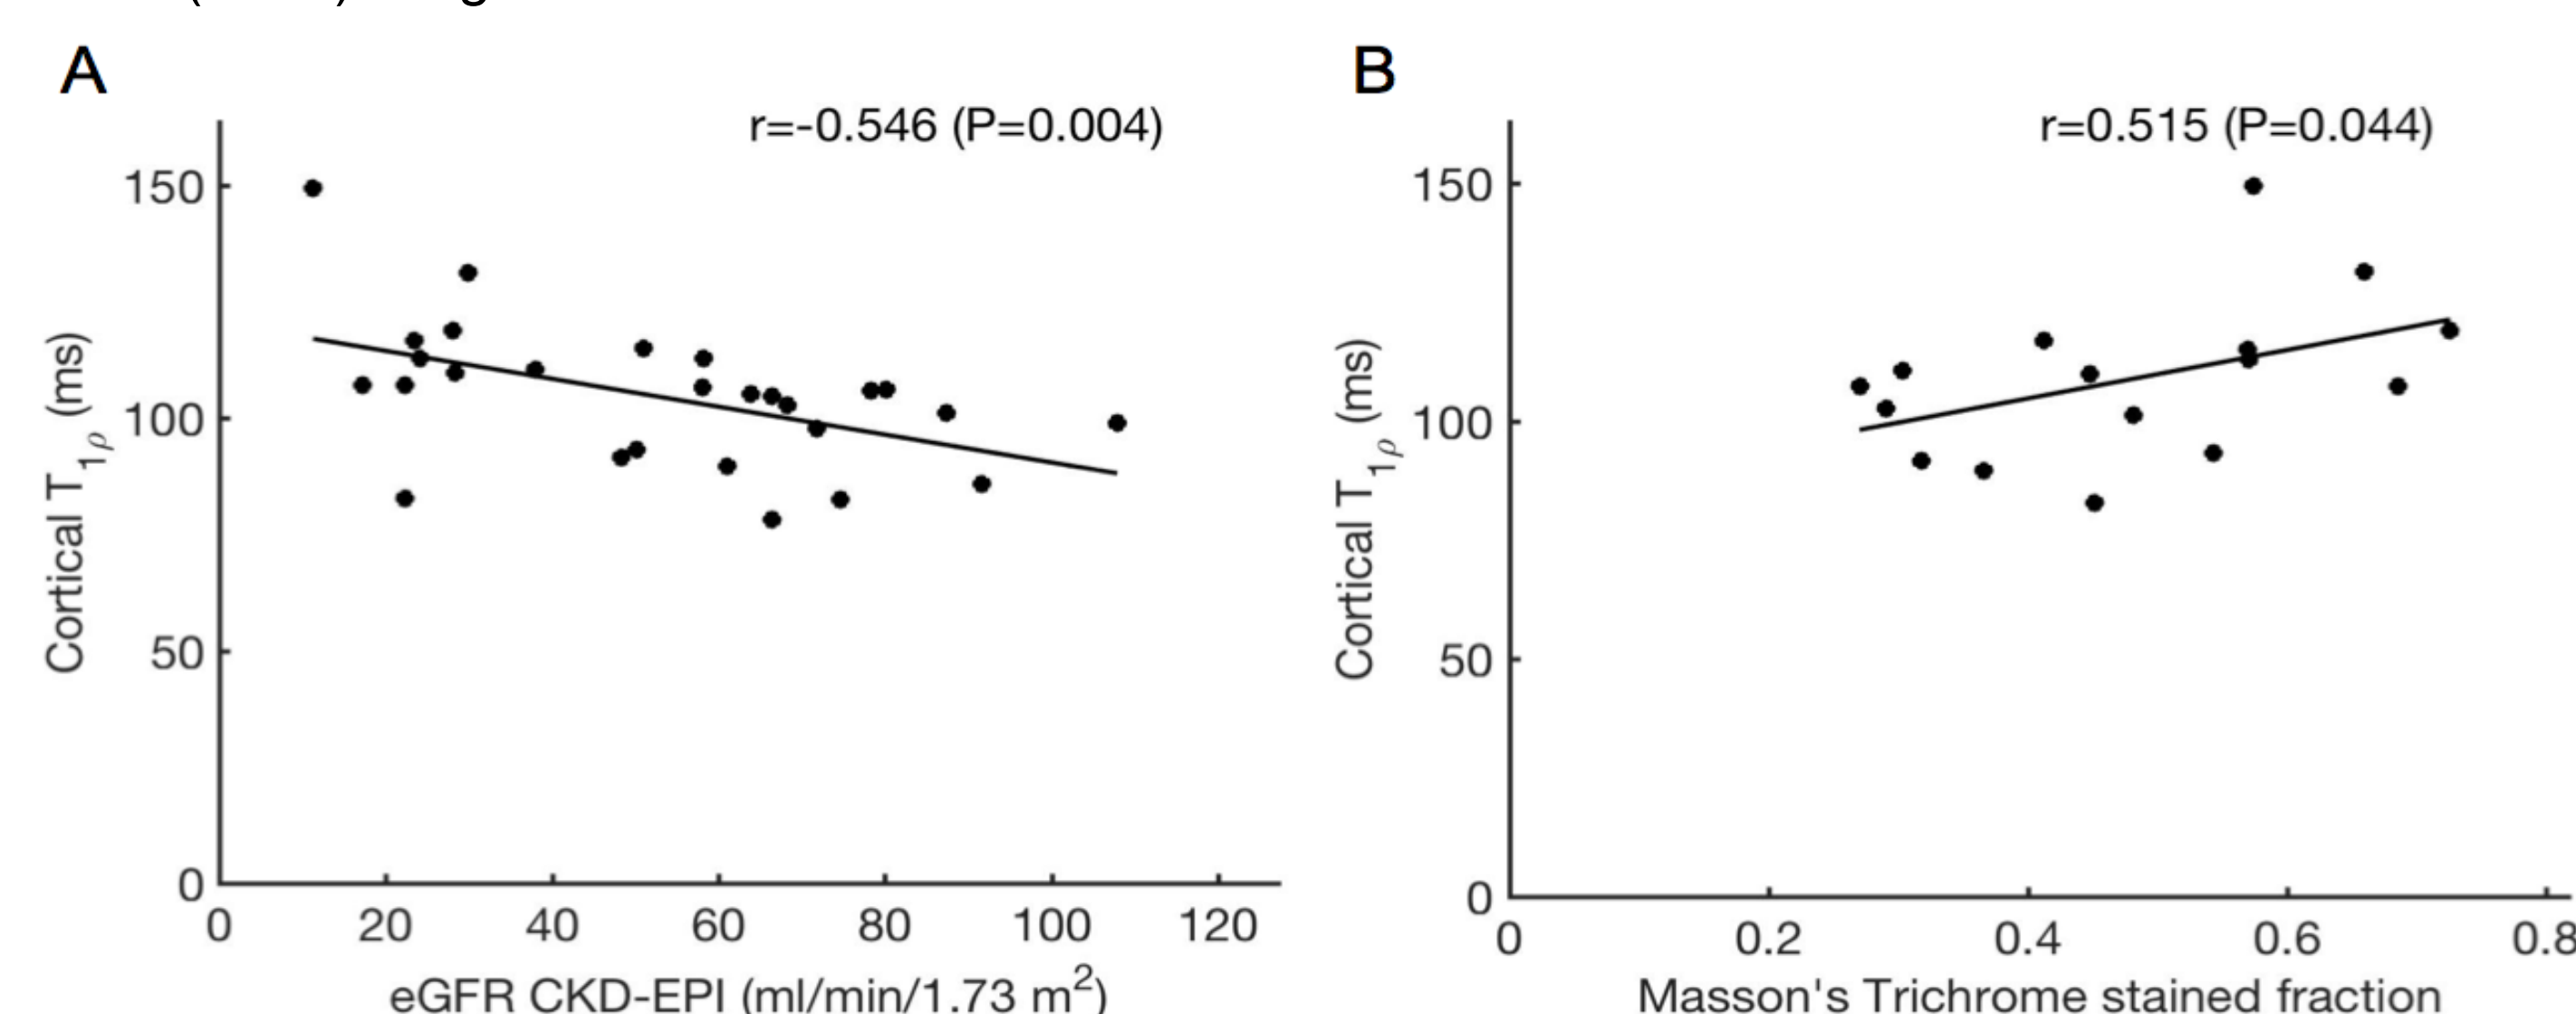 A
r=-0.546 (P=0.004)
150
100
50
0
Cortical T1ρ (ms)
0 20 40 60 80 100 120
eGFR CKD-EPI (ml/min/1.73 m²)
B
r=0.515 (P=0.044)
150
100
50
0
Cortical T1ρ (ms)
0 0.2 0.4 0.6 0.8
Masson's Trichrome stained fraction